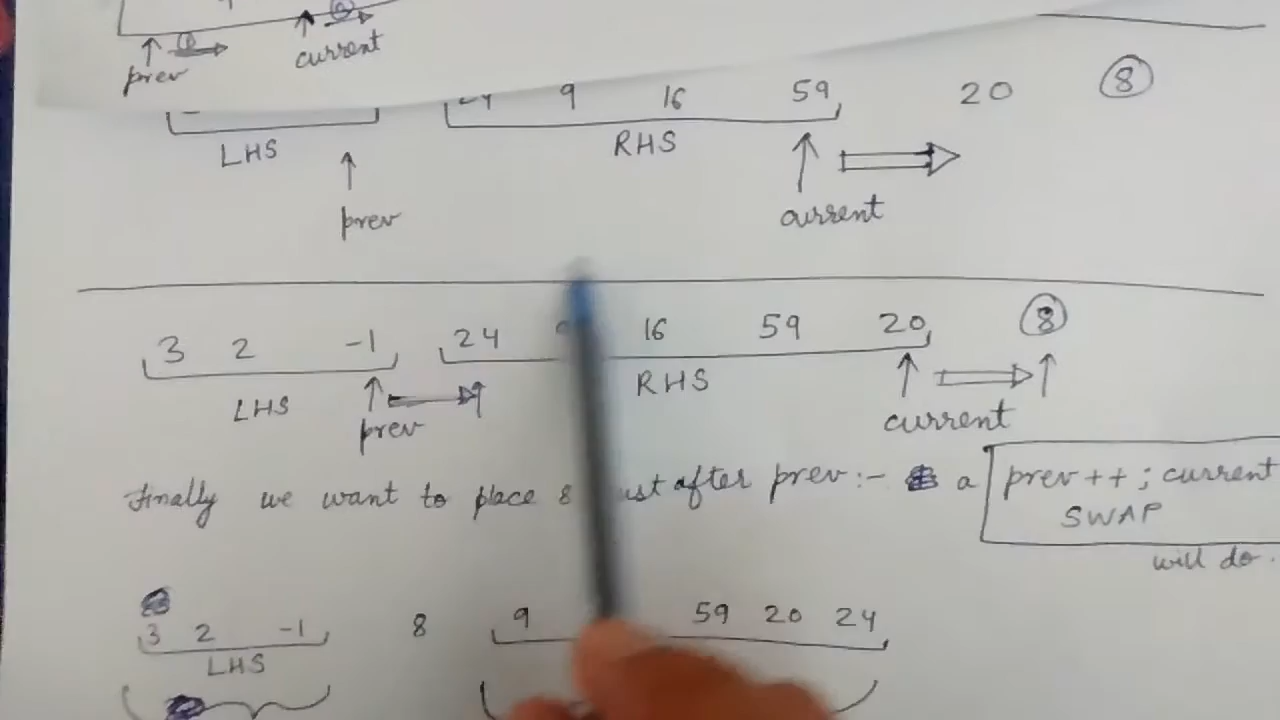 prev current
9 16 59 20 8
LHS RHS
prev current
3 2 -1 24 16 59 20 8
LHS RHS
prev current
Finally we want to place 8 after prev :- a prev++ ; current
SWAP
will do.
3 2 -1 8 9 59 20 24
LHS